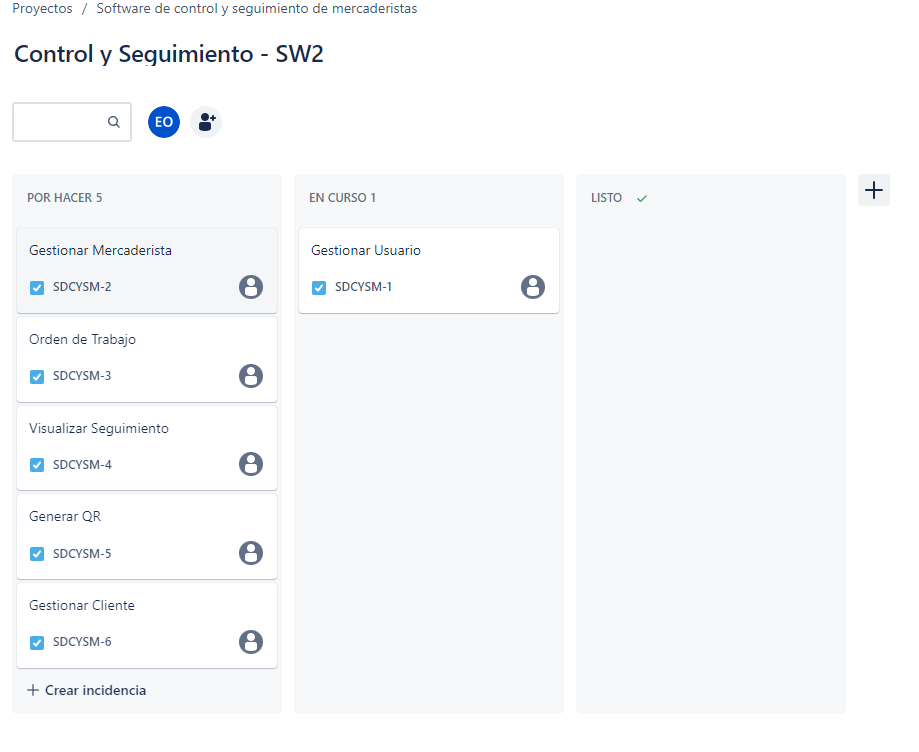 Proyectos / Software de control y seguimiento de mercaderistas
Control y Seguimiento - SW2
EO
POR HACER 5
Gestionar Mercaderista
SDCYSM-2
Orden de Trabajo
SDCYSM-3
Visualizar Seguimiento
SDCYSM-4
Generar QR
SDCYSM-5
Gestionar Cliente
SDCYSM-6
+ Crear incidencia
EN CURSO 1
Gestionar Usuario
SDCYSM-1
LISTO